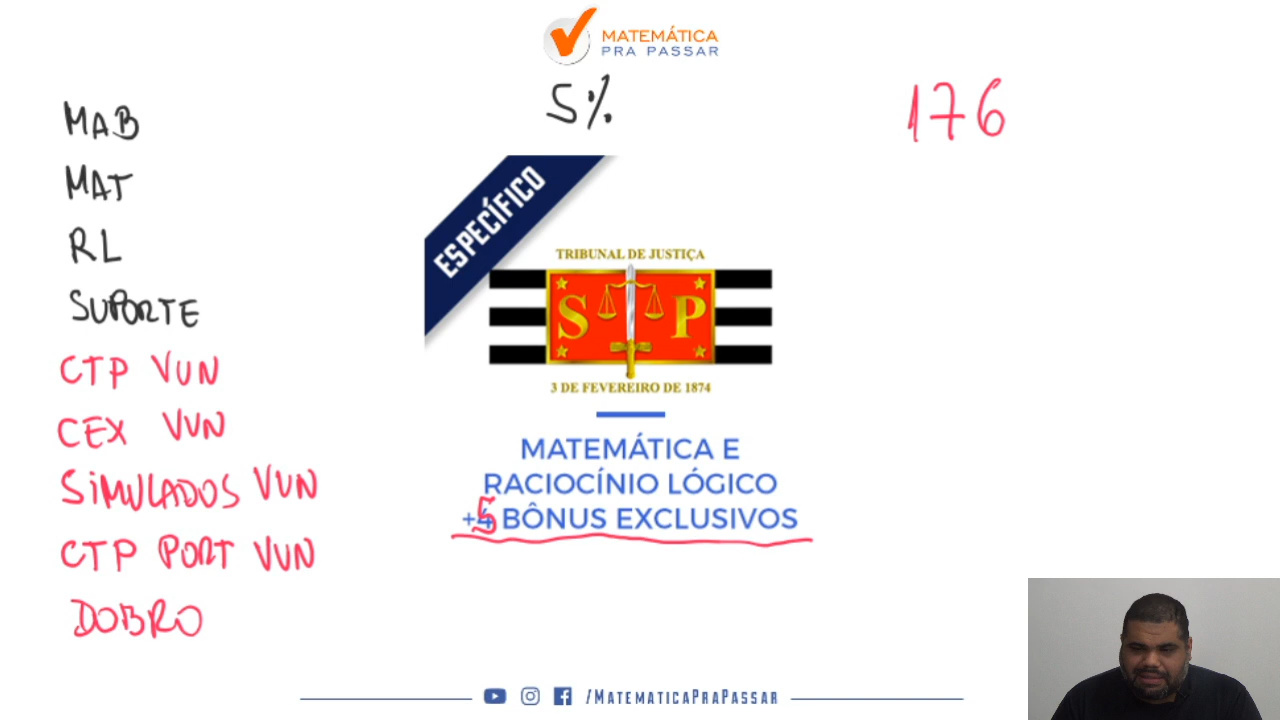 MATEMÁTICA
PRA PASSAR
MAB
MAT
RL
SUPORTE
CTP VUN
CEX VUN
SIMULADOS VUN
CTP PORT VUN
DOBRO
5%
176
ESPECÍFICO
TRIBUNAL DE JUSTIÇA
S P
3 DE FEVEREIRO DE 1874
MATEMÁTICA E
RACIOCÍNIO LÓGICO
+5 BÔNUS EXCLUSIVOS
/MATEMATICAPRAPASSAR